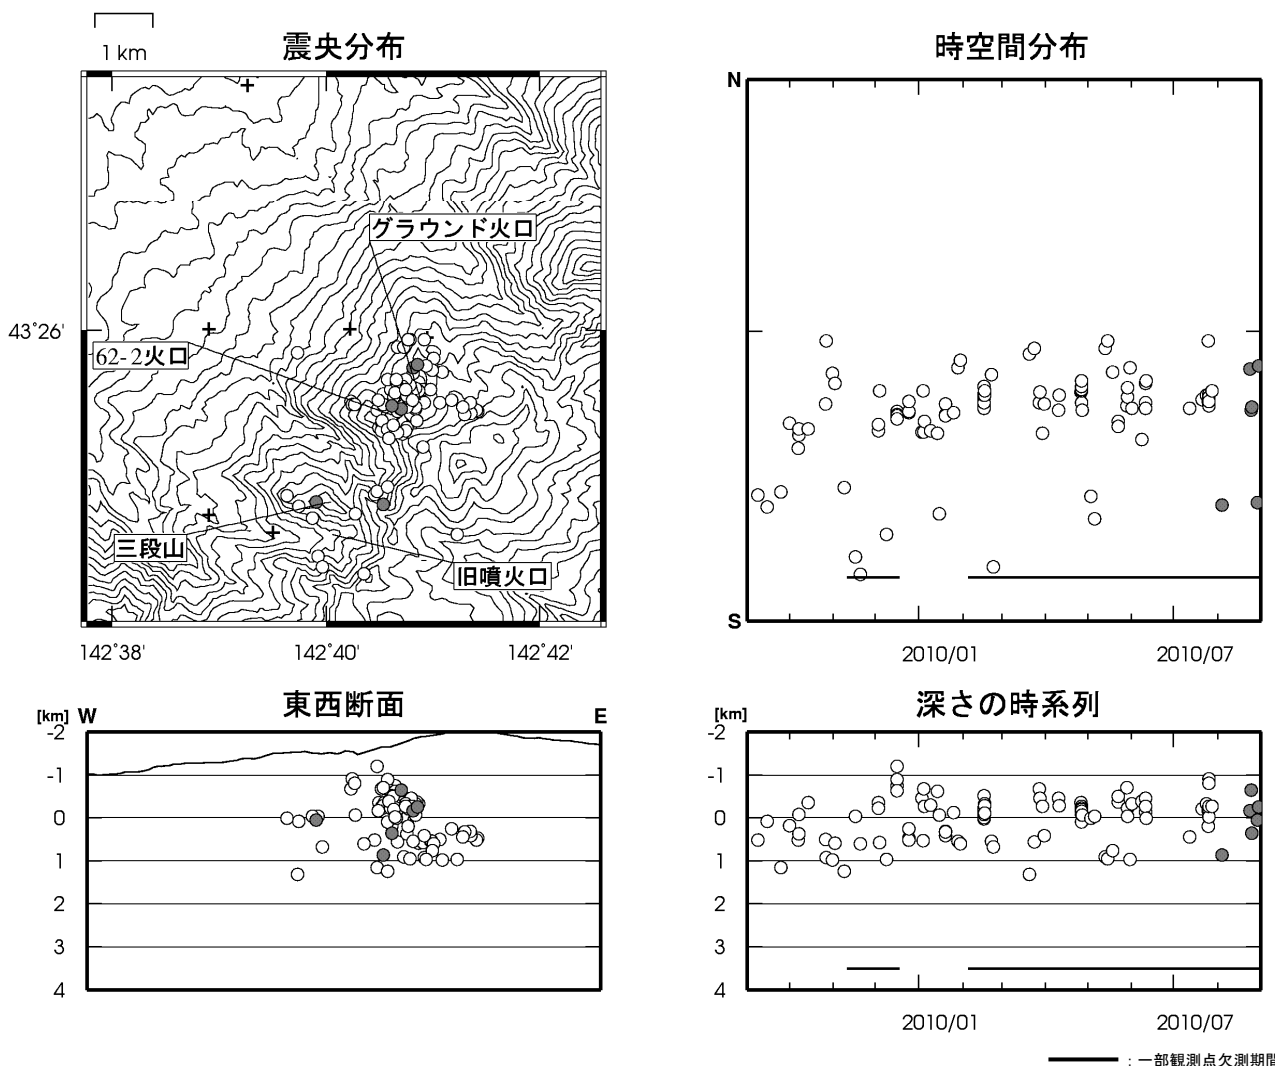 1 km
震央分布
グラウンド火口
43°26'
62-2火口
三段山
旧噴火口
142°38'
142°40'
142°42'
時空間分布
N
S
2010/01
2010/07
東西断面
[km]
W
E
-2
-1
0
1
2
3
4
深さの時系列
[km]
-2
-1
0
1
2
3
4
2010/01
2010/07
：一部観測点欠測期間